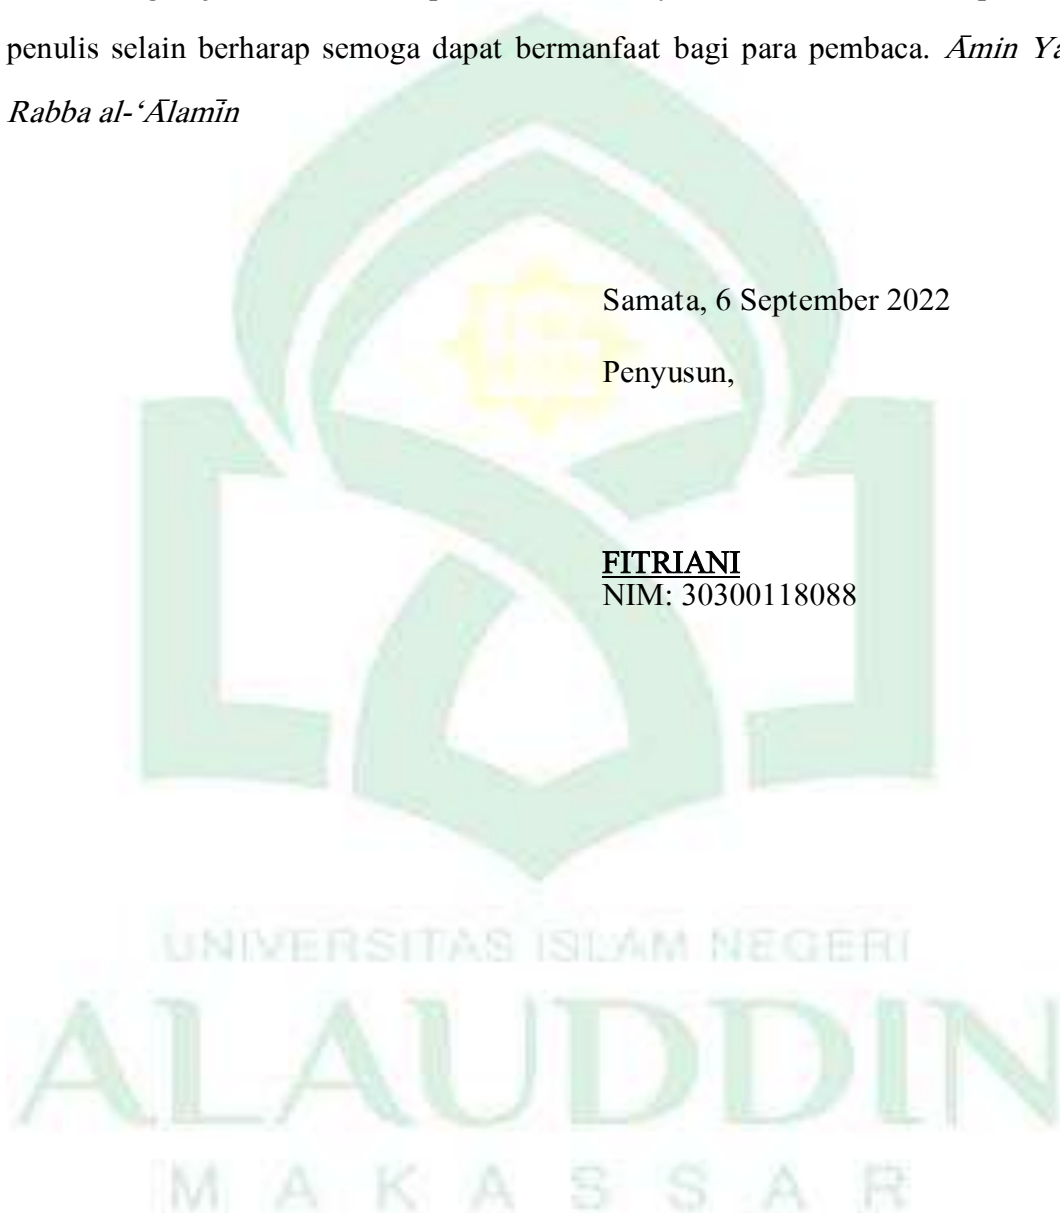 penulis selain berharap semoga dapat bermanfaat bagi para pembaca. Āmin
Rabba al-‘Ālamīn
Samata, 6 September 2022
Penyusun,
FITRIANI
NIM: 30300118088
UNIVERSITAS ISLAM NEGERI
ALAUDDIN
MAKASSAR